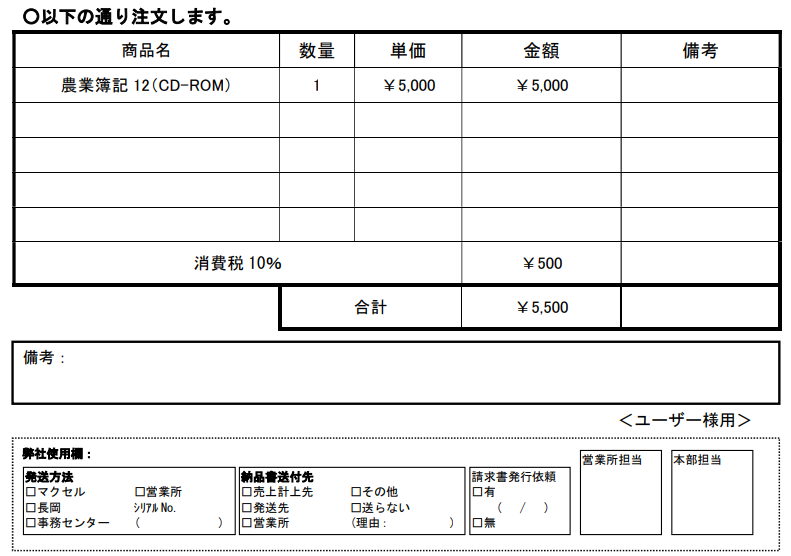 ○以下の通り注文します。
商品名 数量 単価 金額 備考
農業簿記12(CD-ROM) 1 ￥5,000 ￥5,000
消費税10% ￥500
合計 ￥5,500
備考：
＜ユーザー様用＞
弊社使用欄：
発送方法
□マクセル □営業所
□長岡 ｼﾘｱﾙNo.
□事務センター ( )
納品書送付先
□売上計上先 □その他
□発送先 □送らない
□営業所 (理由： )
請求書発行依頼
□有
( / )
□無
営業所担当
本部担当